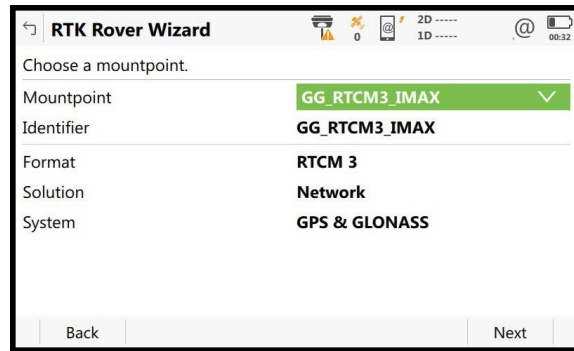 RTK Rover Wizard 0 @ 2D ----- @ 00:32
1D -----
Choose a mountpoint.
Mountpoint GG_RTCM3_IMAX
Identifier GG_RTCM3_IMAX
Format RTCM 3
Solution Network
System GPS & GLONASS
Back Next